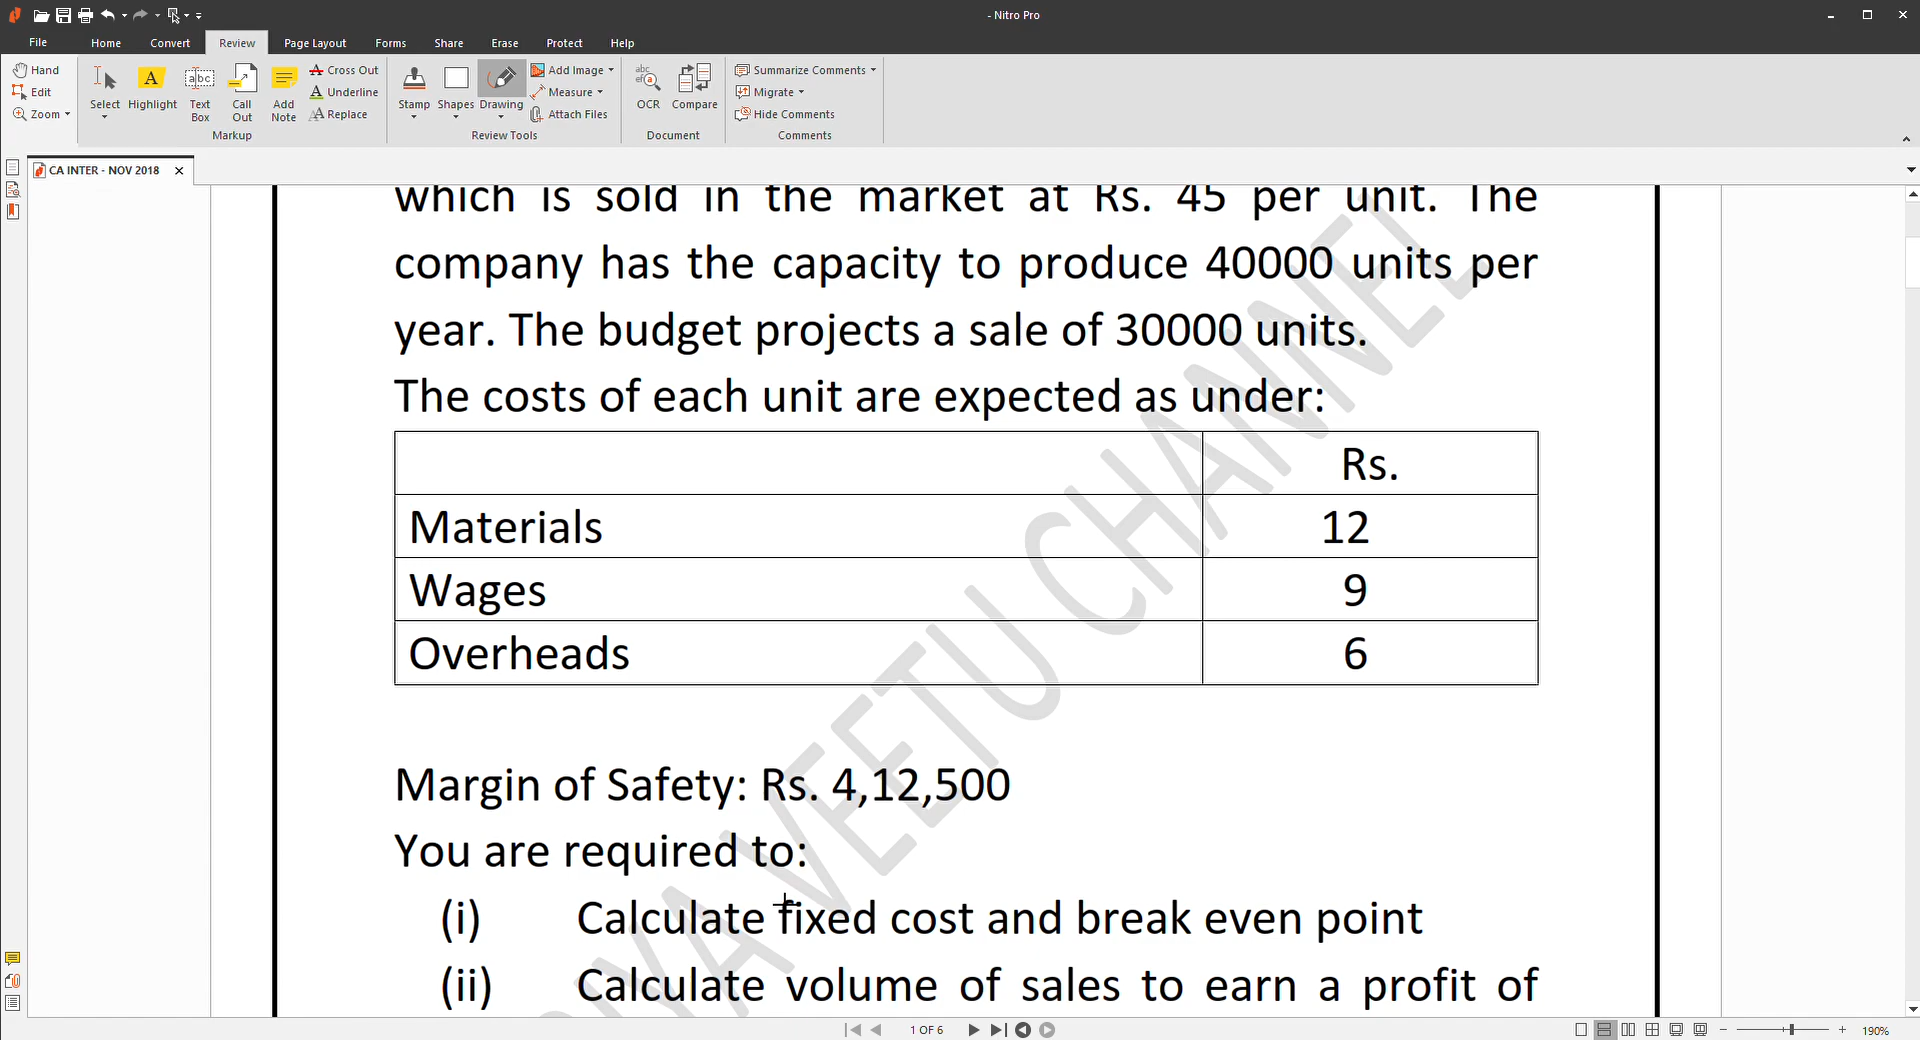 - Nitro Pro
File Home Convert Review Page Layout Forms Share Erase Protect Help
Hand
Edit
Zoom
Select
Highlight
abc
Text Box
Call Out
Add Note
Cross Out
Underline
Replace
Markup
Stamp
Shapes
Drawing
Add Image
Measure
Attach Files
Review Tools
OCR
Compare
Document
Summarize Comments
Migrate
Hide Comments
Comments
CA INTER - NOV 2018
which is sold in the market at Rs. 45 per unit. The
company has the capacity to produce 40000 units per
year. The budget projects a sale of 30000 units.
The costs of each unit are expected as under:
Rs.
Materials 12
Wages 9
Overheads 6
Margin of Safety: Rs. 4,12,500
You are required to:
(i) Calculate fixed cost and break even point
(ii) Calculate volume of sales to earn a profit of
IYA VEETU CHANNEL
1 OF 6
190%